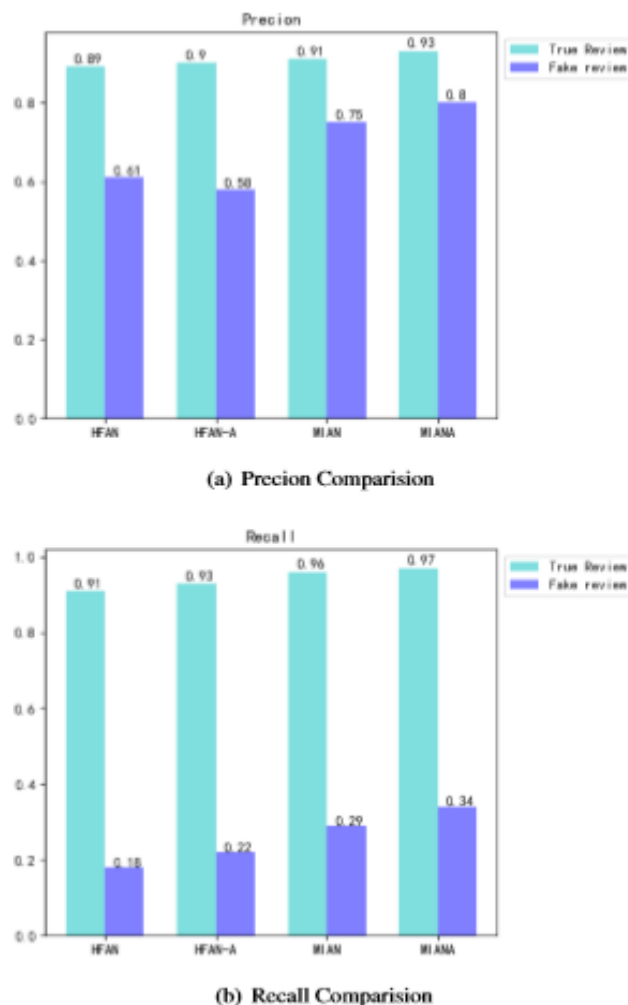 Precion
True Review
Fake review
0.89
0.9
0.91
0.93
0.61
0.58
0.75
0.8
0.8
0.6
0.4
0.2
0.0
HFAN
HFAN-A
MIAN
MIANA
(a) Precion Comparision
Recall
True Review
Fake review
0.91
0.93
0.96
0.97
0.18
0.22
0.29
0.34
1.0
0.8
0.6
0.4
0.2
0.0
HFAN
HFAN-A
MIAN
MIANA
(b) Recall Comparision